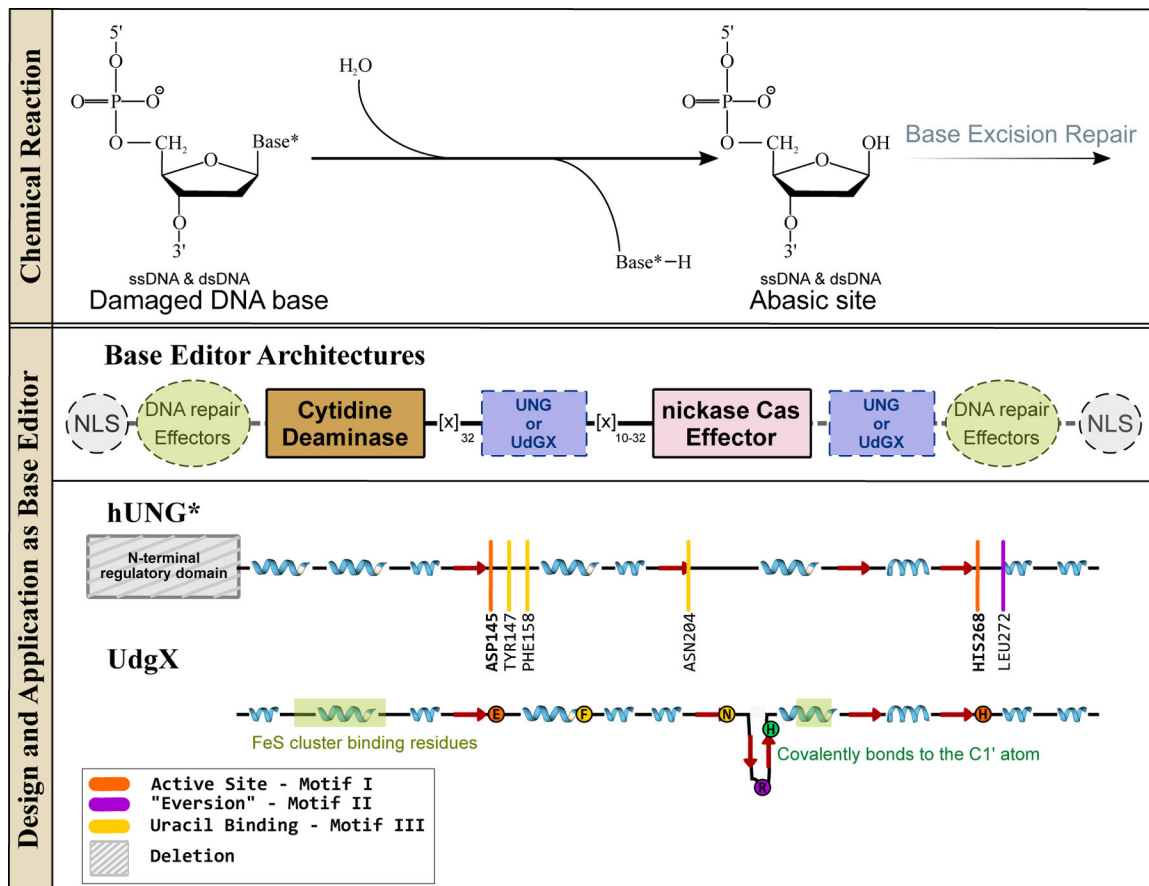 Chemical Reaction
5'
O
O
P
O
⊖
O
CH2
O
Base*
O
3'
ssDNA & dsDNA
Damaged DNA base
H2O
Base*–H
5'
O
O
P
O
⊖
O
CH2
O
OH
O
3'
ssDNA & dsDNA
Abasic site
Base Excision Repair
Design and Application as Base Editor
Base Editor Architectures
NLS
DNA repair
Effectors
Cytidine
Deaminase
[x]
32
UNG
or
UdGX
[x]
10-32
nickase Cas
Effector
UNG
or
UdGX
DNA repair
Effectors
NLS
hUNG*
N-terminal
regulatory domain
ASP145
TYR147
PHE158
ASN204
HIS268
LEU272
UdgX
E
F
N
R
H
H
FeS cluster binding residues
Covalently bonds to the C1' atom
Active Site - Motif I
"Eversion" - Motif II
Uracil Binding - Motif III
Deletion